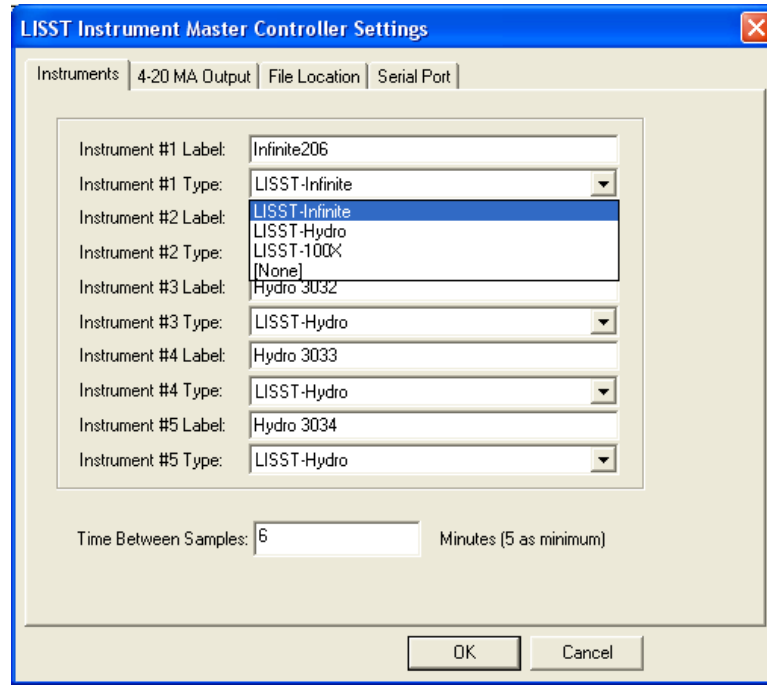 LISST Instrument Master Controller Settings
Instruments 4-20 MA Output File Location Serial Port
Instrument #1 Label: Infinite206
Instrument #1 Type: LISST-Infinite
Instrument #2 Label: LISST-Infinite
LISST-Hydro
Instrument #2 Type: LISST-100X
[None]
Instrument #3 Label: Hydro 3032
Instrument #3 Type: LISST-Hydro
Instrument #4 Label: Hydro 3033
Instrument #4 Type: LISST-Hydro
Instrument #5 Label: Hydro 3034
Instrument #5 Type: LISST-Hydro
Time Between Samples: 6 Minutes (5 as minimum)
OK Cancel